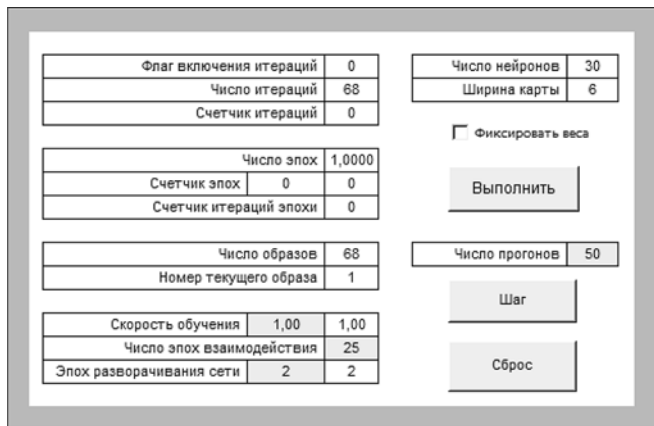 Флаг включения итераций 0
Число итераций 68
Счетчик итераций 0
Число эпох 1,0000
Счетчик эпох 0 0
Счетчик итераций эпохи 0
Число образов 68
Номер текущего образа 1
Скорость обучения 1,00 1,00
Число эпох взаимодействия 25
Эпох разворачивания сети 2 2
Число нейронов 30
Ширина карты 6
Фиксировать веса
Выполнить
Число прогонов 50
Шаг
Сброс